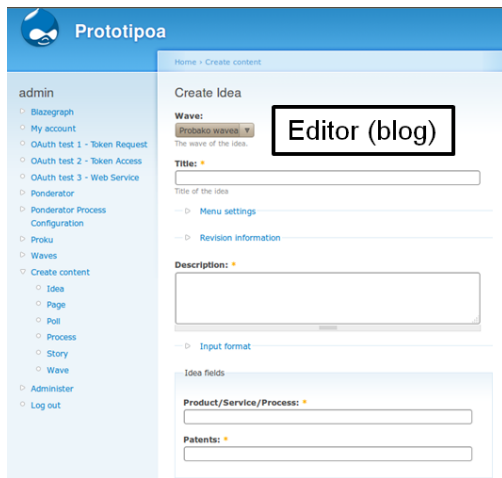 Prototipoa
Home › Create content
admin
Blazegraph
My account
OAuth test 1 - Token Request
OAuth test 2 - Token Access
OAuth test 3 - Web Service
Ponderator
Ponderator Process
Configuration
Proku
Waves
Create content
Idea
Page
Poll
Process
Story
Wave
Administer
Log out
Create Idea
Wave:
Probako wavea
The wave of the idea.
Editor (blog)
Title: *
Title of the idea
Menu settings
Revision information
Description: *
Input format
Idea fields
Product/Service/Process: *
Patents: *